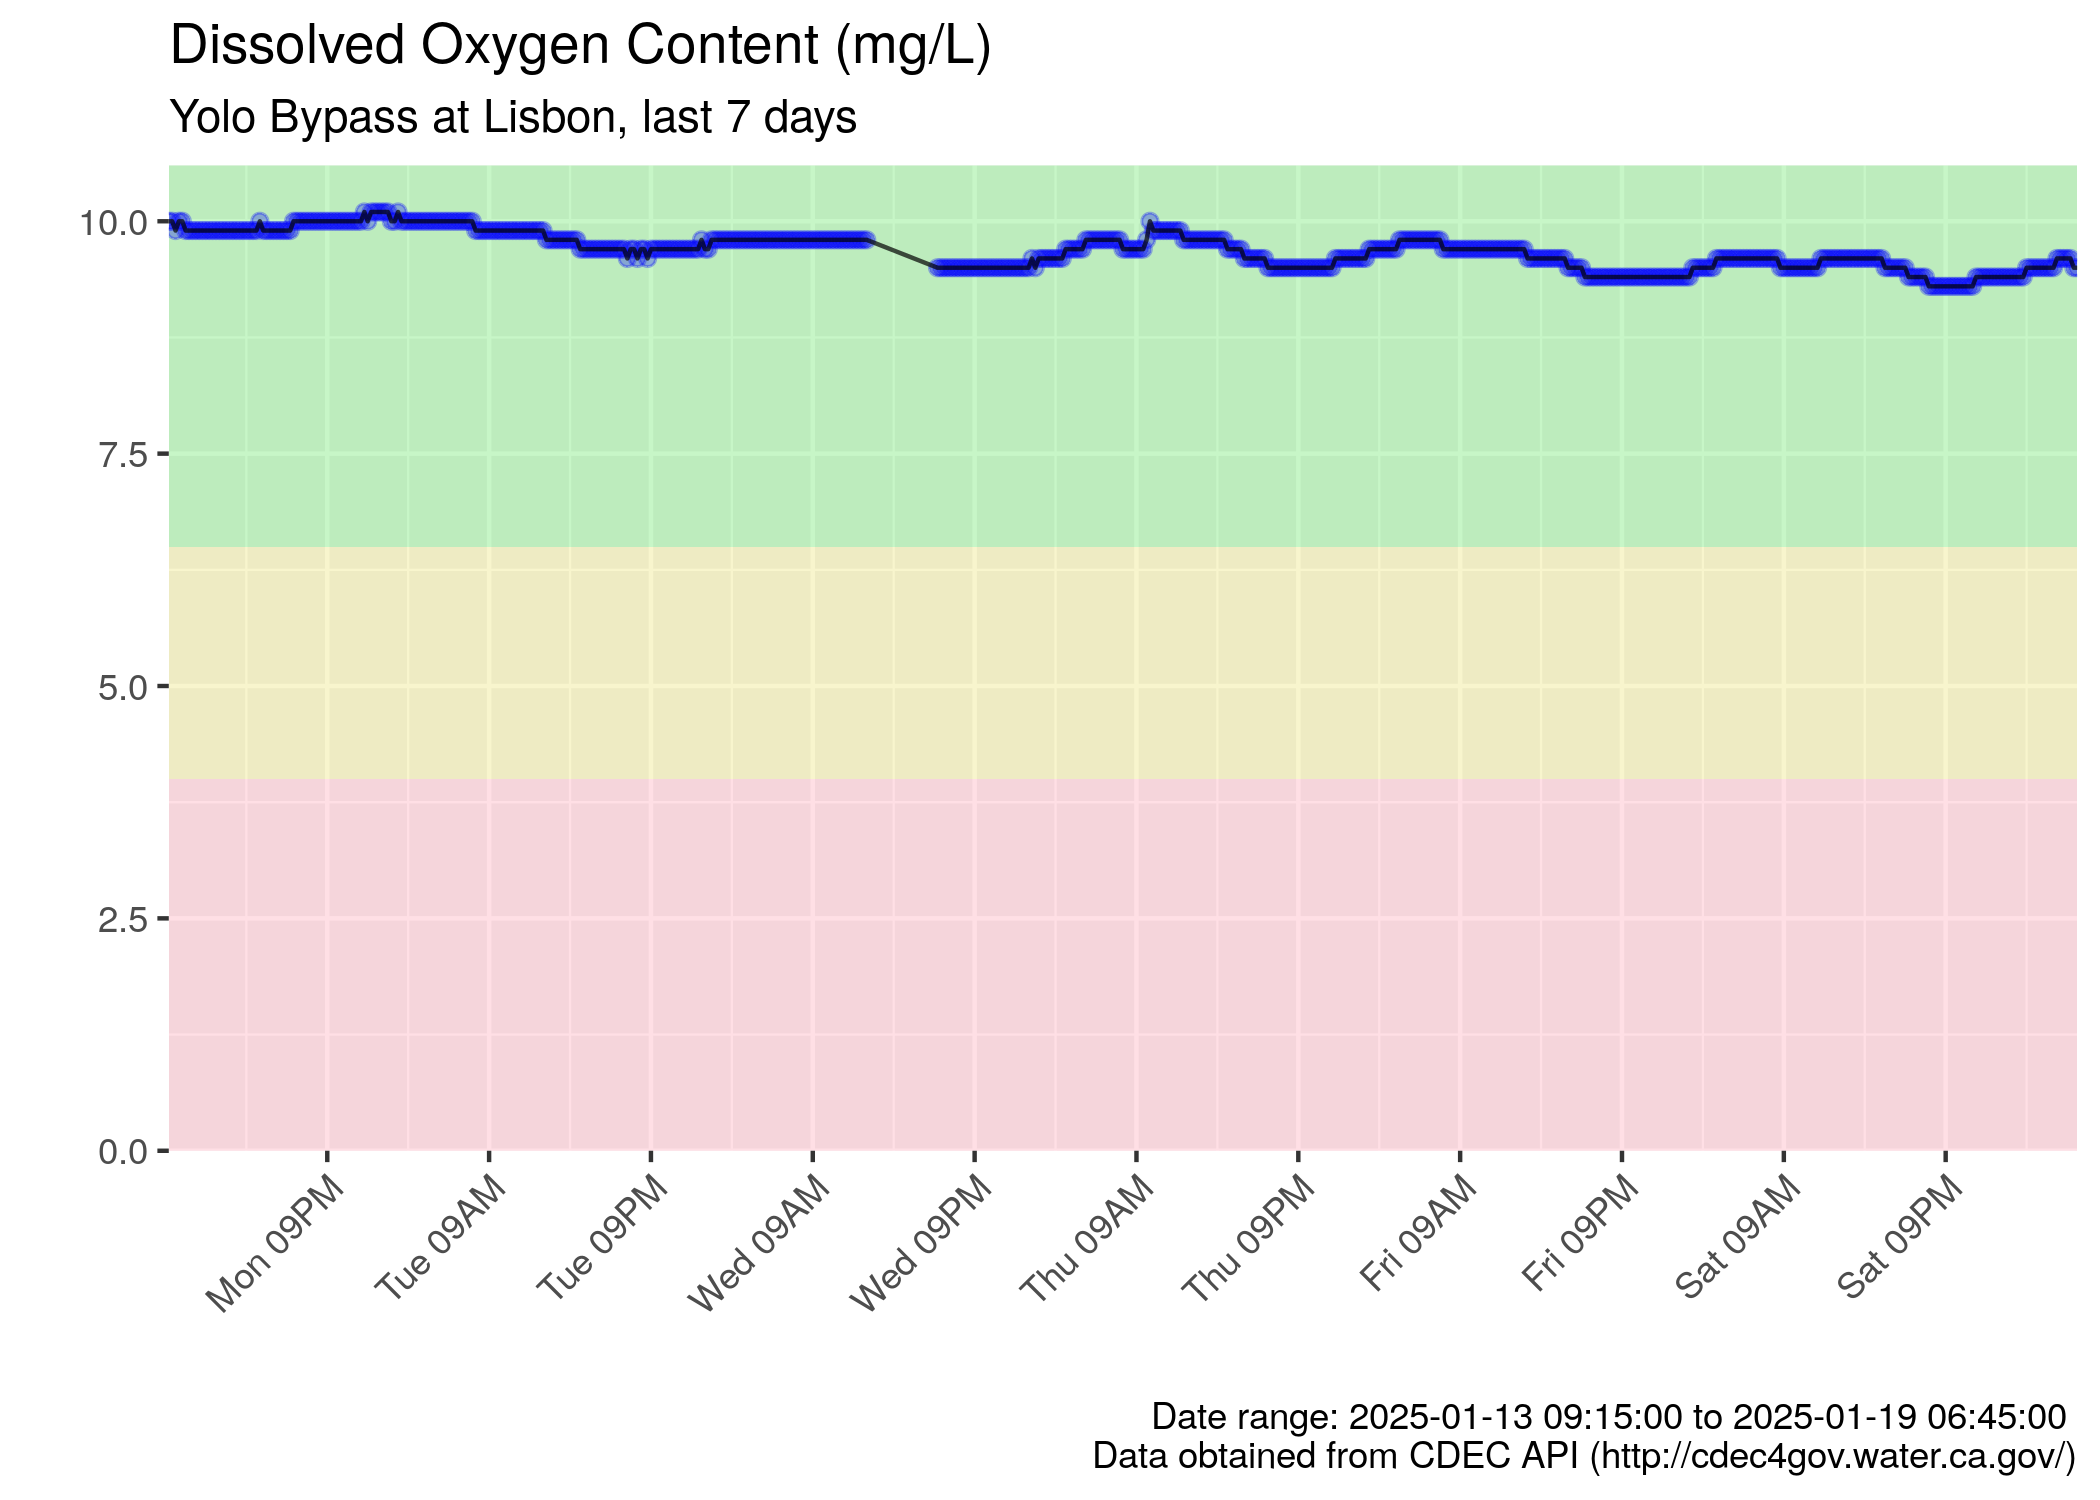 Dissolved Oxygen Content (mg/L)
Yolo Bypass at Lisbon, last 7 days
10.0
7.5
5.0
2.5
0.0
Mon 09PM
Tue 09AM
Tue 09PM
Wed 09AM
Wed 09PM
Thu 09AM
Thu 09PM
Fri 09AM
Fri 09PM
Sat 09AM
Sat 09PM
Date range: 2025-01-13 09:15:00 to 2025-01-19 06:45:00
Data obtained from CDEC API (http://cdec4gov.water.ca.gov/)